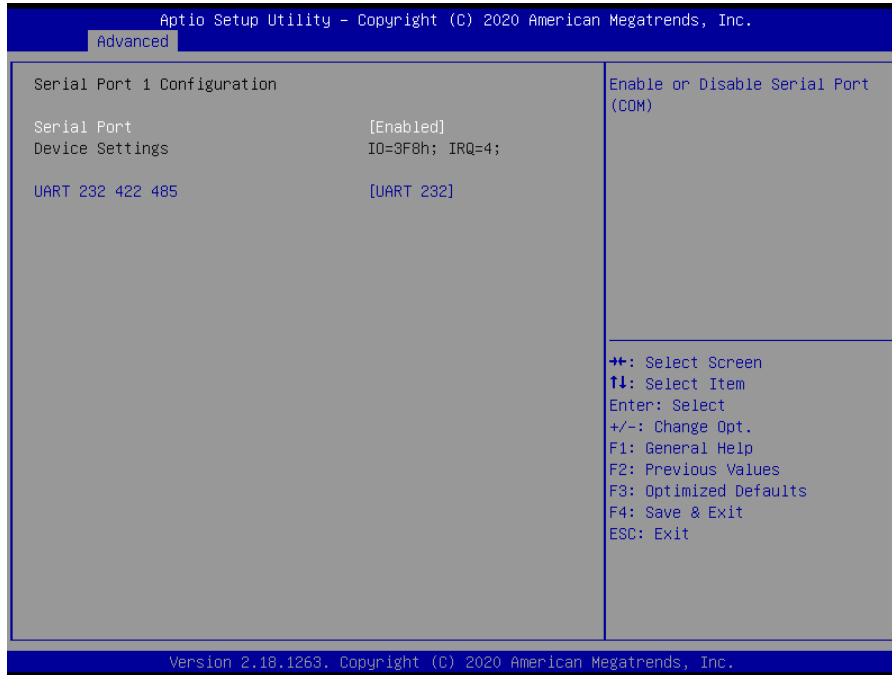 Aptio Setup Utility – Copyright (C) 2020 American Megatrends, Inc.
Advanced
Serial Port 1 Configuration
Serial Port [Enabled]
Device Settings IO=3F8h; IRQ=4;
UART 232 422 485 [UART 232]
Enable or Disable Serial Port
(COM)
→←: Select Screen
↑↓: Select Item
Enter: Select
+/-: Change Opt.
F1: General Help
F2: Previous Values
F3: Optimized Defaults
F4: Save & Exit
ESC: Exit
Version 2.18.1263. Copyright (C) 2020 American Megatrends, Inc.